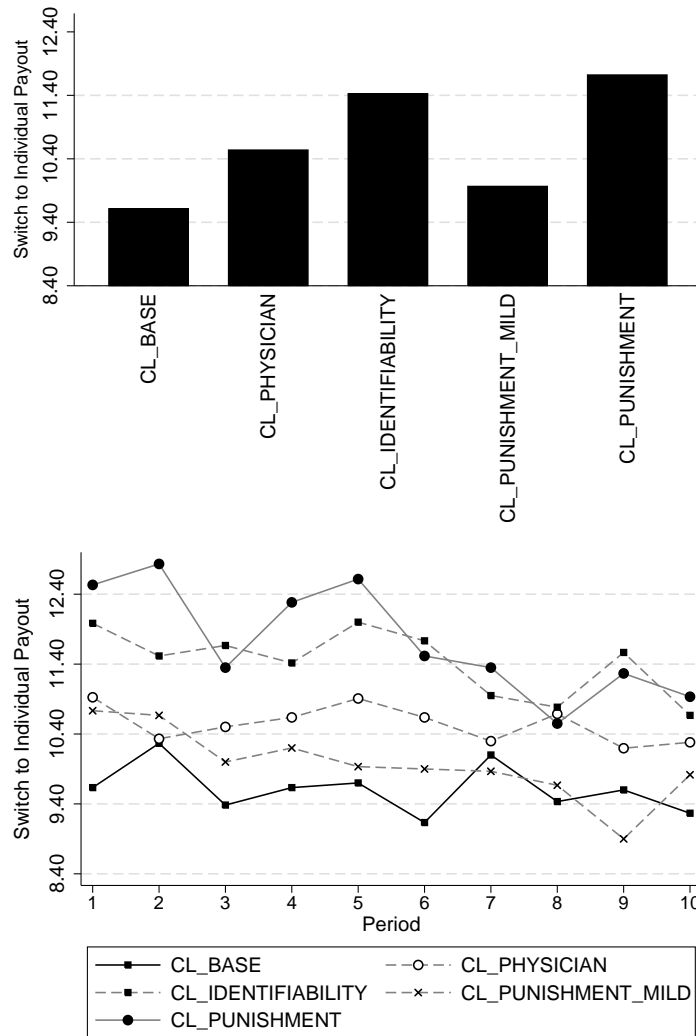 Switch to Individual Payout
12.40
11.40
10.40
9.40
8.40
CL_BASE
CL_PHYSICIAN
CL_IDENTIFIABILITY
CL_PUNISHMENT_MILD
CL_PUNISHMENT
Switch to Individual Payout
12.40
11.40
10.40
9.40
8.40
1 2 3 4 5 6 7 8 9 10
Period
CL_BASE CL_PHYSICIAN
CL_IDENTIFIABILITY CL_PUNISHMENT_MILD
CL_PUNISHMENT